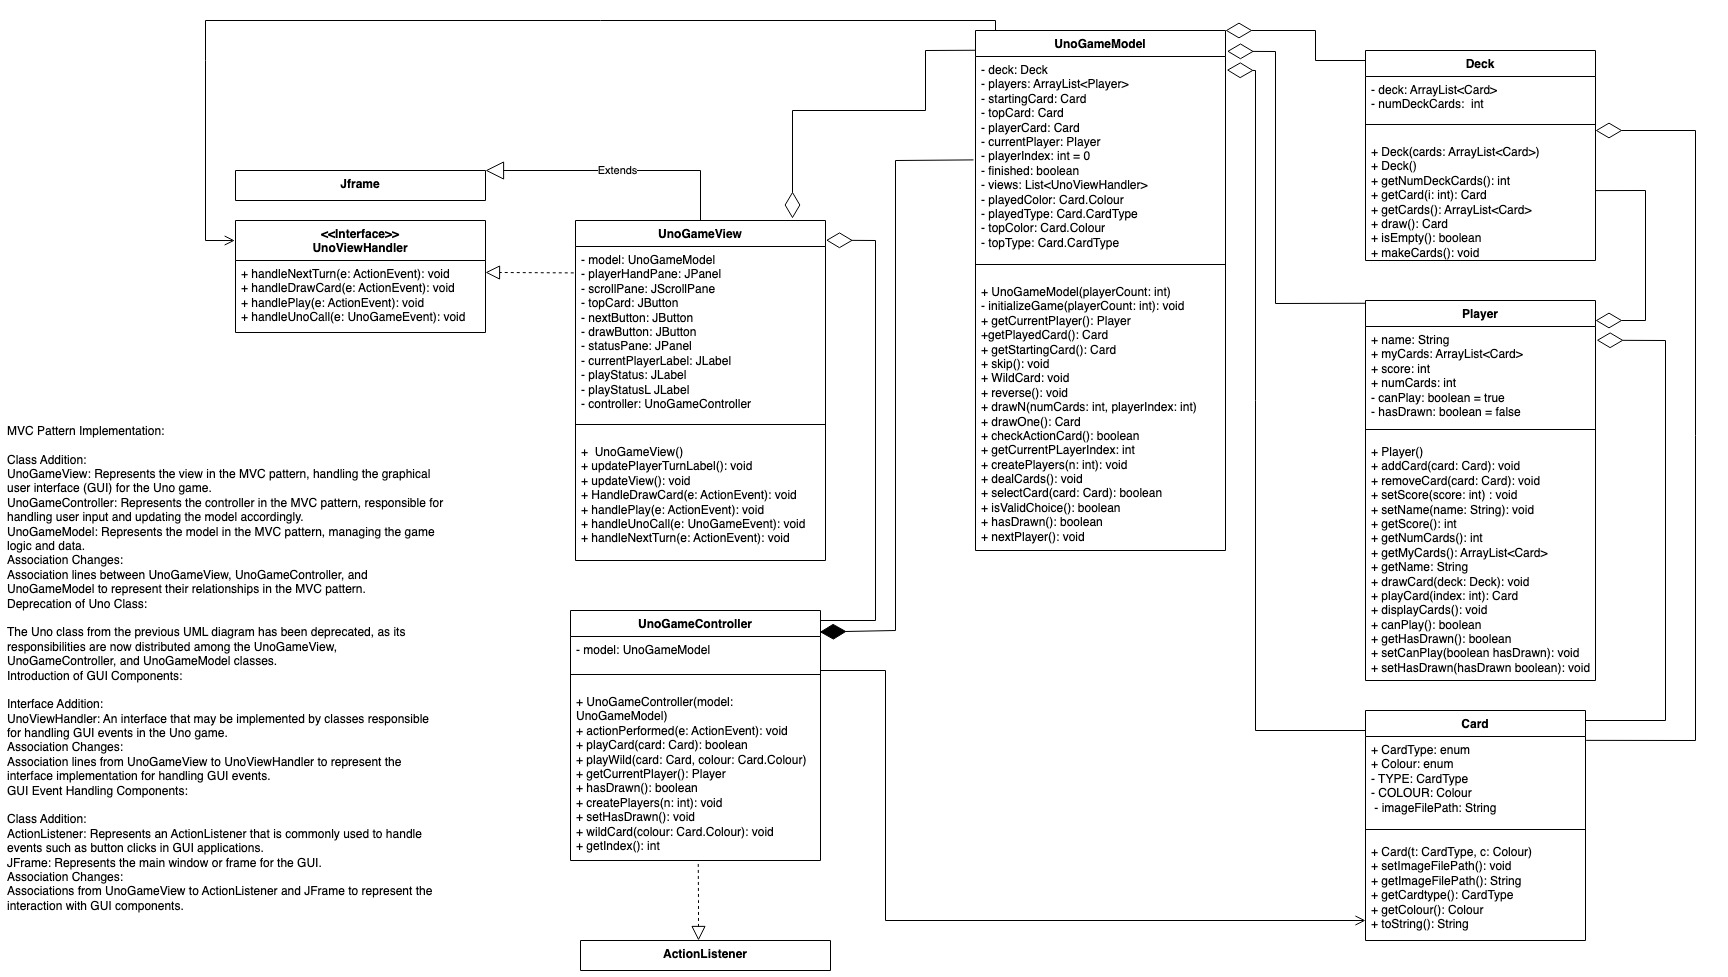 UnoGameModel
- deck: Deck
- players: ArrayList<Player>
- startingCard: Card
- topCard: Card
- playerCard: Card
- currentPlayer: Player
- playerIndex: int = 0
- finished: boolean
- views: List<UnoViewHandler>
- playedColor: Card.Colour
- playedType: Card.CardType
- topColor: Card.Colour
- topType: Card.CardType
+ UnoGameModel(playerCount: int)
- initializeGame(playerCount: int): void
+ getCurrentPlayer(): Player
+getPlayedCard(): Card
+ getStartingCard(): Card
+ skip(): void
+ WildCard: void
+ reverse(): void
+ drawN(numCards: int, playerIndex: int)
+ drawOne(): Card
+ checkActionCard(): boolean
+ getCurrentPLayerIndex: int
+ createPlayers(n: int): void
+ dealCards(): void
+ selectCard(card: Card): boolean
+ isValidChoice(): boolean
+ hasDrawn(): boolean
+ nextPlayer(): void
Deck
- deck: ArrayList<Card>
- numDeckCards:  int
+ Deck(cards: ArrayList<Card>)
+ Deck()
+ getNumDeckCards(): int
+ getCard(i: int): Card
+ getCards(): ArrayList<Card>
+ draw(): Card
+ isEmpty(): boolean
+ makeCards(): void
Extends
Jframe
<<Interface>>
UnoViewHandler
+ handleNextTurn(e: ActionEvent): void
+ handleDrawCard(e: ActionEvent): void
+ handlePlay(e: ActionEvent): void
+ handleUnoCall(e: UnoGameEvent): void
UnoGameView
- model: UnoGameModel
- playerHandPane: JPanel
- scrollPane: JScrollPane
- topCard: JButton
- nextButton: JButton
- drawButton: JButton
- statusPane: JPanel
- currentPlayerLabel: JLabel
- playStatus: JLabel
- playStatusL JLabel
- controller: UnoGameController
+  UnoGameView()
+ updatePlayerTurnLabel(): void
+ updateView(): void
+ HandleDrawCard(e: ActionEvent): void
+ handlePlay(e: ActionEvent): void
+ handleUnoCall(e: UnoGameEvent): void
+ handleNextTurn(e: ActionEvent): void
Player
+ name: String
+ myCards: ArrayList<Card>
+ score: int
+ numCards: int
- canPlay: boolean = true
- hasDrawn: boolean = false
+ Player()
+ addCard(card: Card): void
+ removeCard(card: Card): void
+ setScore(score: int) : void
+ setName(name: String): void
+ getScore(): int
+ getNumCards(): int
+ getMyCards(): ArrayList<Card>
+ getName: String
+ drawCard(deck: Deck): void
+ playCard(index: int): Card
+ displayCards(): void
+ canPlay(): boolean
+ getHasDrawn(): boolean
+ setCanPlay(boolean hasDrawn): void
+ setHasDrawn(hasDrawn boolean): void
MVC Pattern Implementation:
Class Addition:
UnoGameView: Represents the view in the MVC pattern, handling the graphical
user interface (GUI) for the Uno game.
UnoGameController: Represents the controller in the MVC pattern, responsible for
handling user input and updating the model accordingly.
UnoGameModel: Represents the model in the MVC pattern, managing the game
logic and data.
Association Changes:
Association lines between UnoGameView, UnoGameController, and
UnoGameModel to represent their relationships in the MVC pattern.
Deprecation of Uno Class:
The Uno class from the previous UML diagram has been deprecated, as its
responsibilities are now distributed among the UnoGameView,
UnoGameController, and UnoGameModel classes.
Introduction of GUI Components:
Interface Addition:
UnoViewHandler: An interface that may be implemented by classes responsible
for handling GUI events in the Uno game.
Association Changes:
Association lines from UnoGameView to UnoViewHandler to represent the
interface implementation for handling GUI events.
GUI Event Handling Components:
Class Addition:
ActionListener: Represents an ActionListener that is commonly used to handle
events such as button clicks in GUI applications.
JFrame: Represents the main window or frame for the GUI.
Association Changes:
Associations from UnoGameView to ActionListener and JFrame to represent the
interaction with GUI components.
UnoGameController
- model: UnoGameModel
+ UnoGameController(model:
UnoGameModel)
+ actionPerformed(e: ActionEvent): void
+ playCard(card: Card): boolean
+ playWild(card: Card, colour: Card.Colour)
+ getCurrentPlayer(): Player
+ hasDrawn(): boolean
+ createPlayers(n: int): void
+ setHasDrawn(): void
+ wildCard(colour: Card.Colour): void
+ getIndex(): int
Card
+ CardType: enum
+ Colour: enum
- TYPE: CardType
- COLOUR: Colour
- imageFilePath: String
+ Card(t: CardType, c: Colour)
+ setImageFilePath(): void
+ getImageFilePath(): String
+ getCardtype(): CardType
+ getColour(): Colour
+ toString(): String
ActionListener